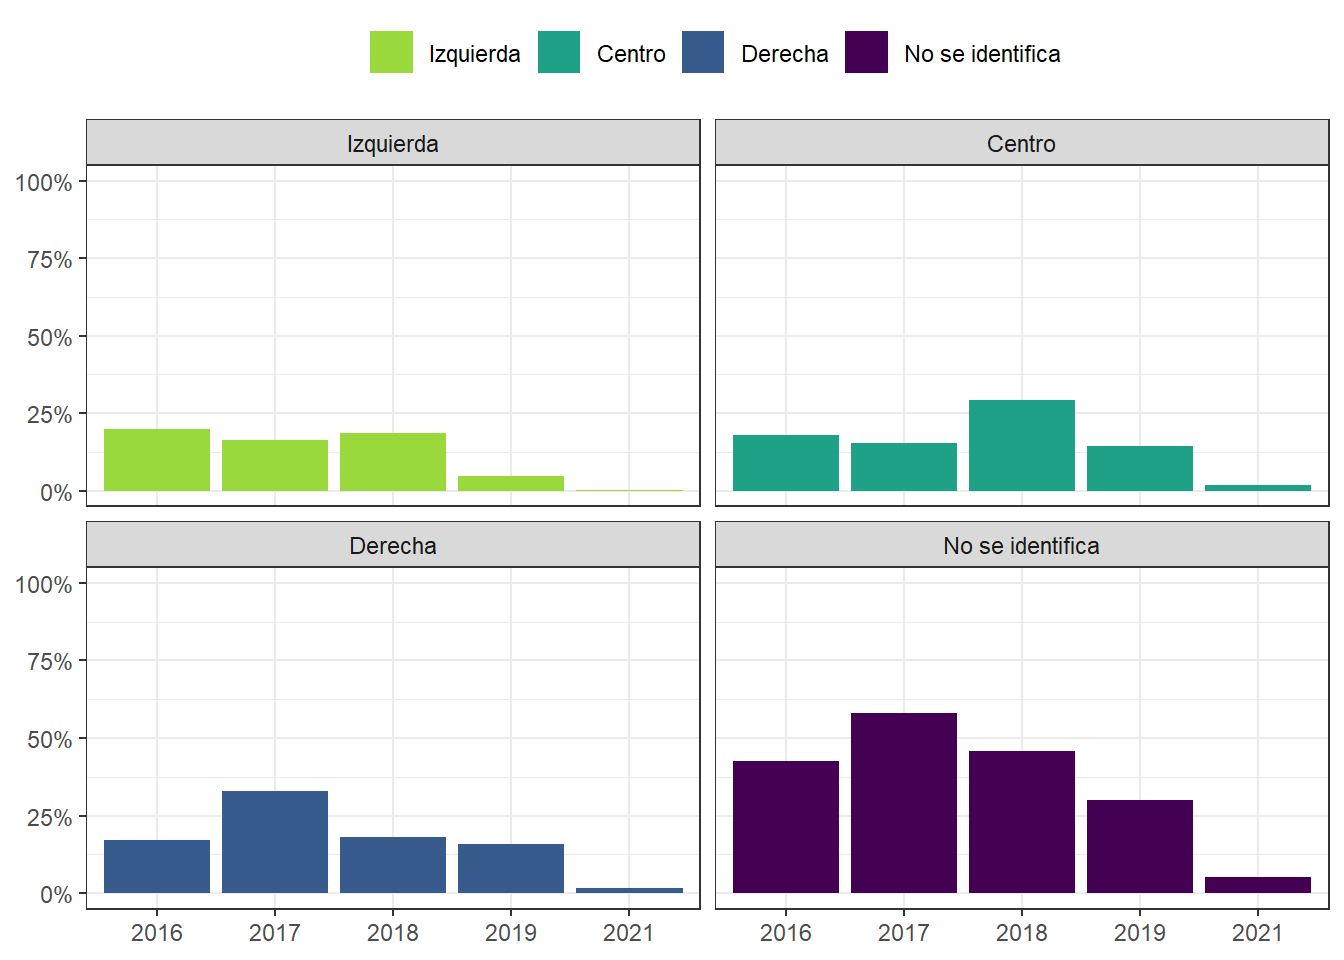 Izquierda Centro Derecha No se identifica
Izquierda Centro
100%
75%
50%
25%
0%
Derecha No se identifica
100%
75%
50%
25%
0%
2016 2017 2018 2019 2021 2016 2017 2018 2019 2021